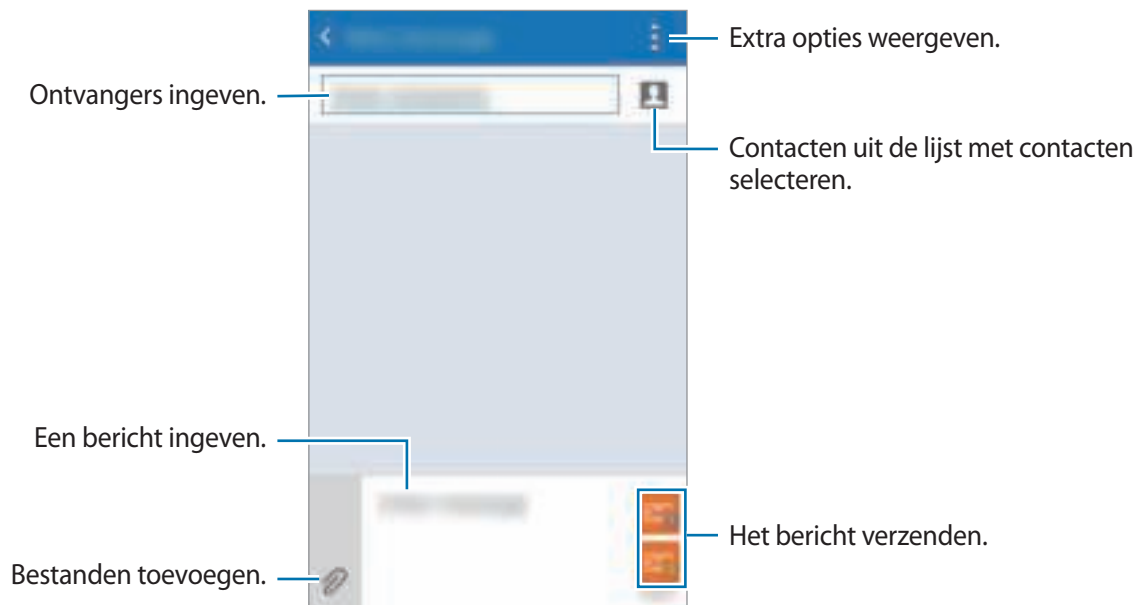 Extra opties weergeven.
Ontvangers ingeven.
Contacten uit de lijst met contacten
selecteren.
Een bericht ingeven.
Het bericht verzenden.
Bestanden toevoegen.